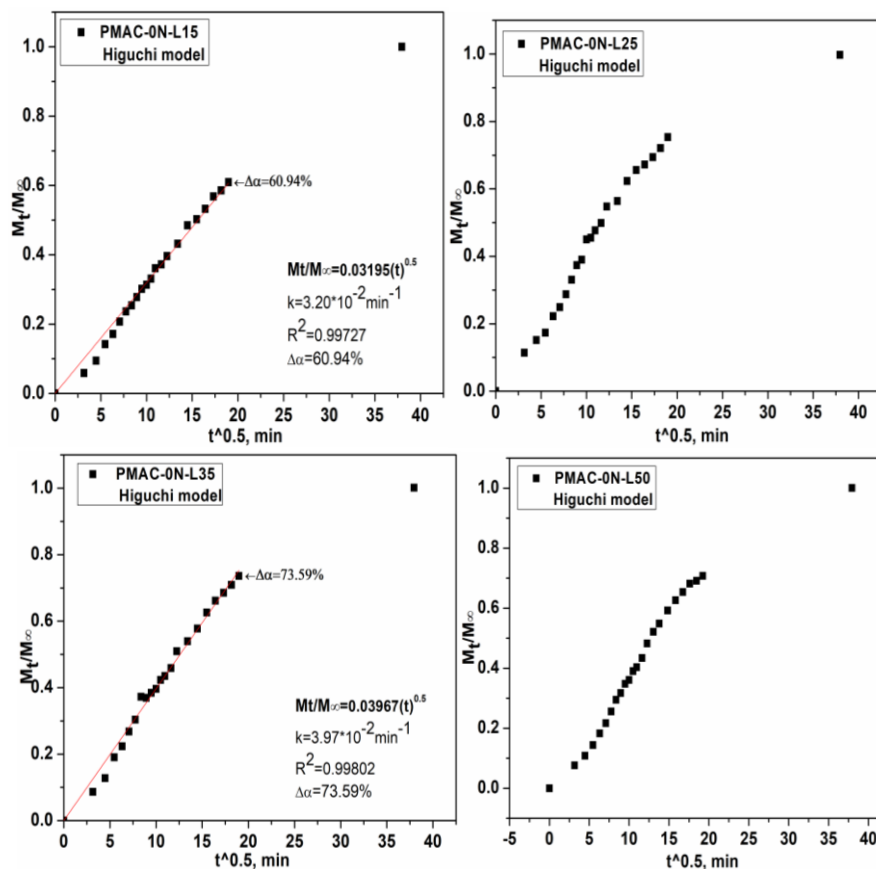 PMAC-0N-L15
Higuchi model
1.0
0.8
0.6
0.4
0.2
0.0
Mt/M∞
←Δα=60.94%
Mt/M∞=0.03195(t)^0.5
k=3.20*10^-2 min^-1
R^2=0.99727
Δα=60.94%
0 5 10 15 20 25 30 35 40
t^0.5, min
PMAC-0N-L25
Higuchi model
1.0
0.8
0.6
0.4
0.2
0.0
Mt/M∞
0 5 10 15 20 25 30 35 40
t^0.5, min
PMAC-0N-L35
Higuchi model
1.0
0.8
0.6
0.4
0.2
0.0
Mt/M∞
←Δα=73.59%
Mt/M∞=0.03967(t)^0.5
k=3.97*10^-2 min^-1
R^2=0.99802
Δα=73.59%
0 5 10 15 20 25 30 35 40
t^0.5, min
PMAC-0N-L50
Higuchi model
1.0
0.8
0.6
0.4
0.2
0.0
Mt/M∞
-5 0 5 10 15 20 25 30 35 40
t^0.5, min